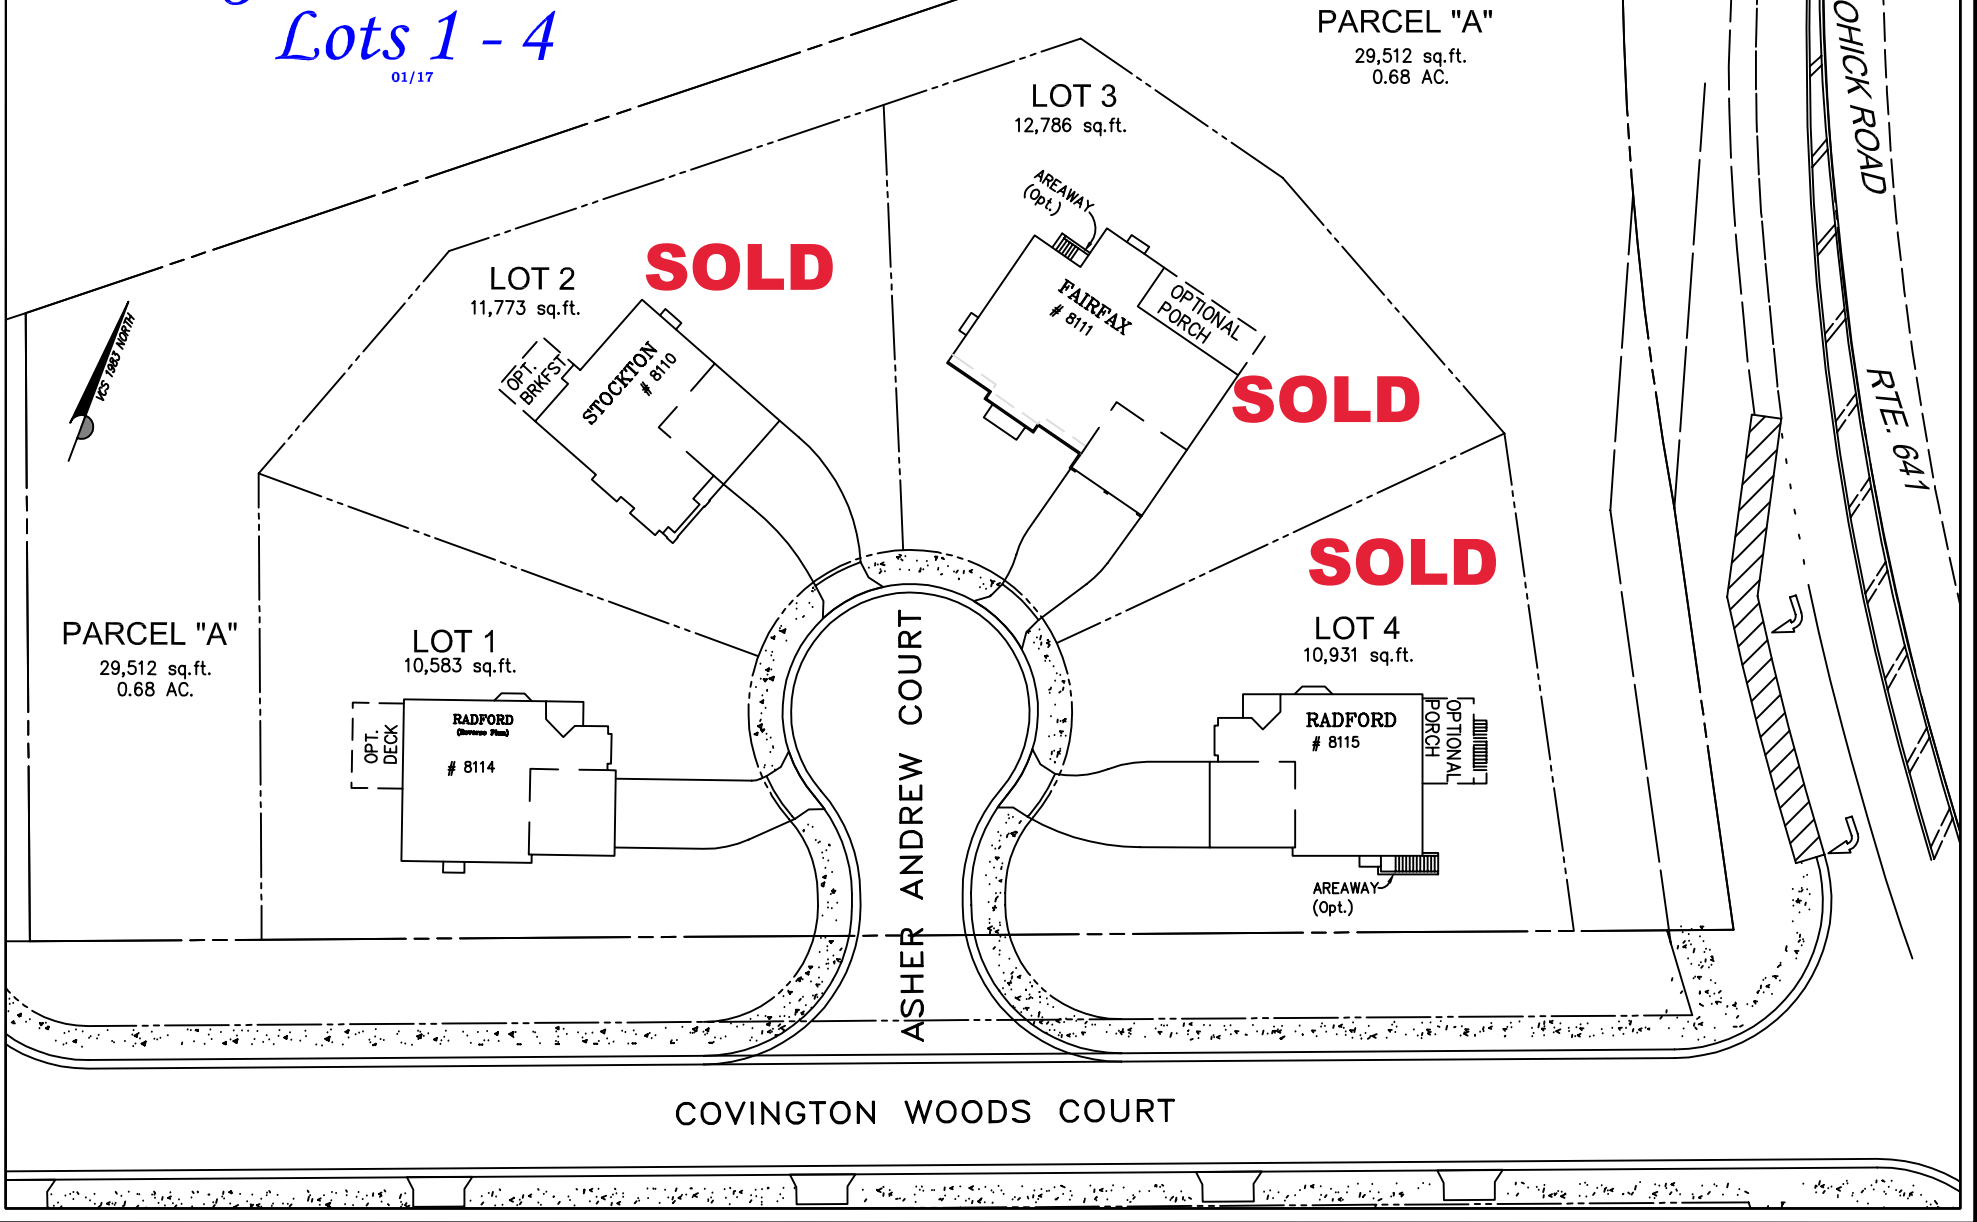 Lots 1 - 4
01/17
PARCEL "A"
29,512 sq.ft.
0.68 AC.
OHICK ROAD
RTE. 641
LOT 3
12,786 sq.ft.
AREAWAY
(Opt.)
FAIRFAX
# 8111
OPTIONAL
PORCH
SOLD
LOT 2
11,773 sq.ft.
SOLD
OPT.
BRKFST
STOCKTON
# 8110
VCS 1983 NORTH
SOLD
PARCEL "A"
29,512 sq.ft.
0.68 AC.
LOT 1
10,583 sq.ft.
OPT.
DECK
RADFORD
(Reverse Plan)
# 8114
LOT 4
10,931 sq.ft.
RADFORD
# 8115
OPTIONAL
PORCH
AREAWAY
(Opt.)
ASHER ANDREW COURT
COVINGTON WOODS COURT